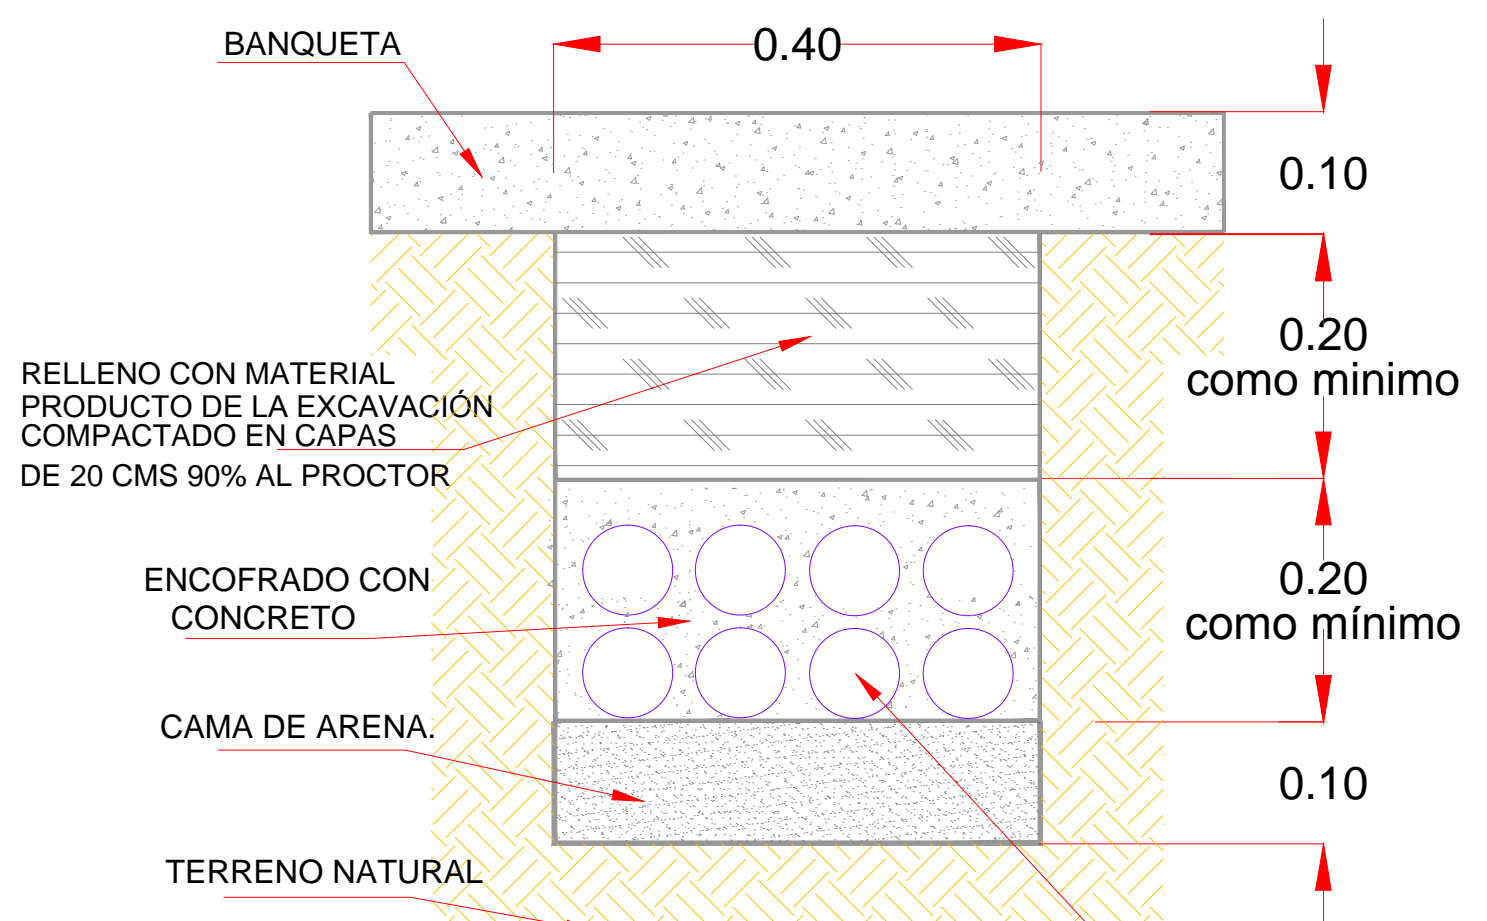 BANQUETA
0.40
0.10
0.20
como minimo
RELLENO CON MATERIAL
PRODUCTO DE LA EXCAVACIÓN
COMPACTADO EN CAPAS
DE 20 CMS 90% AL PROCTOR
ENCOFRADO CON
CONCRETO
0.20
como mínimo
CAMA DE ARENA.
0.10
TERRENO NATURAL